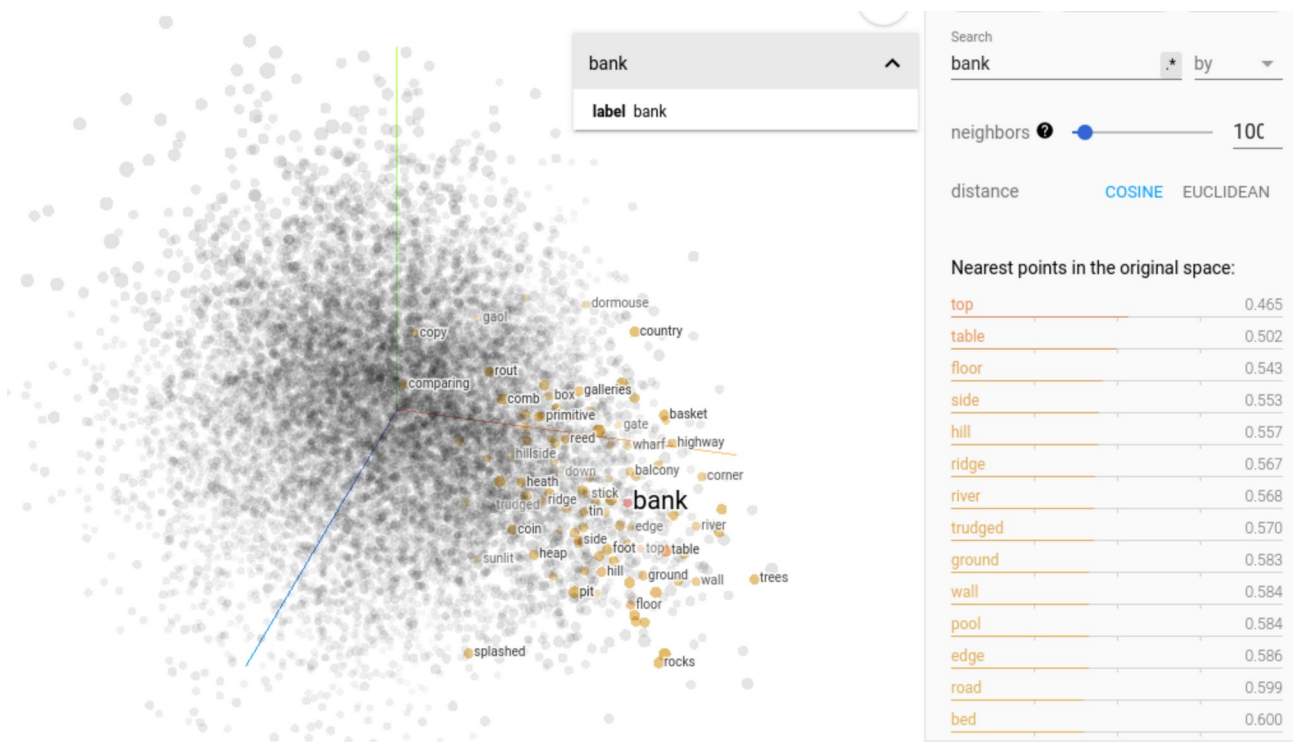 bank
label bank
dormouse
gaol
copy
country
rout
comparing
comb
box
galleries
primitive
basket
gate
reed
wharf
highway
hillside
down
balcony
corner
heath
ridge
stick
bank
trudged
tin
coin
edge
river
side
sunlit
heap
foot
top
table
hill
ground
wall
trees
pit
floor
splashed
rocks
Search
bank
.*
by
neighbors ?
100
distance
COSINE EUCLIDEAN
Nearest points in the original space:
top 0.465
table 0.502
floor 0.543
side 0.553
hill 0.557
ridge 0.567
river 0.568
trudged 0.570
ground 0.583
wall 0.584
pool 0.584
edge 0.586
road 0.599
bed 0.600